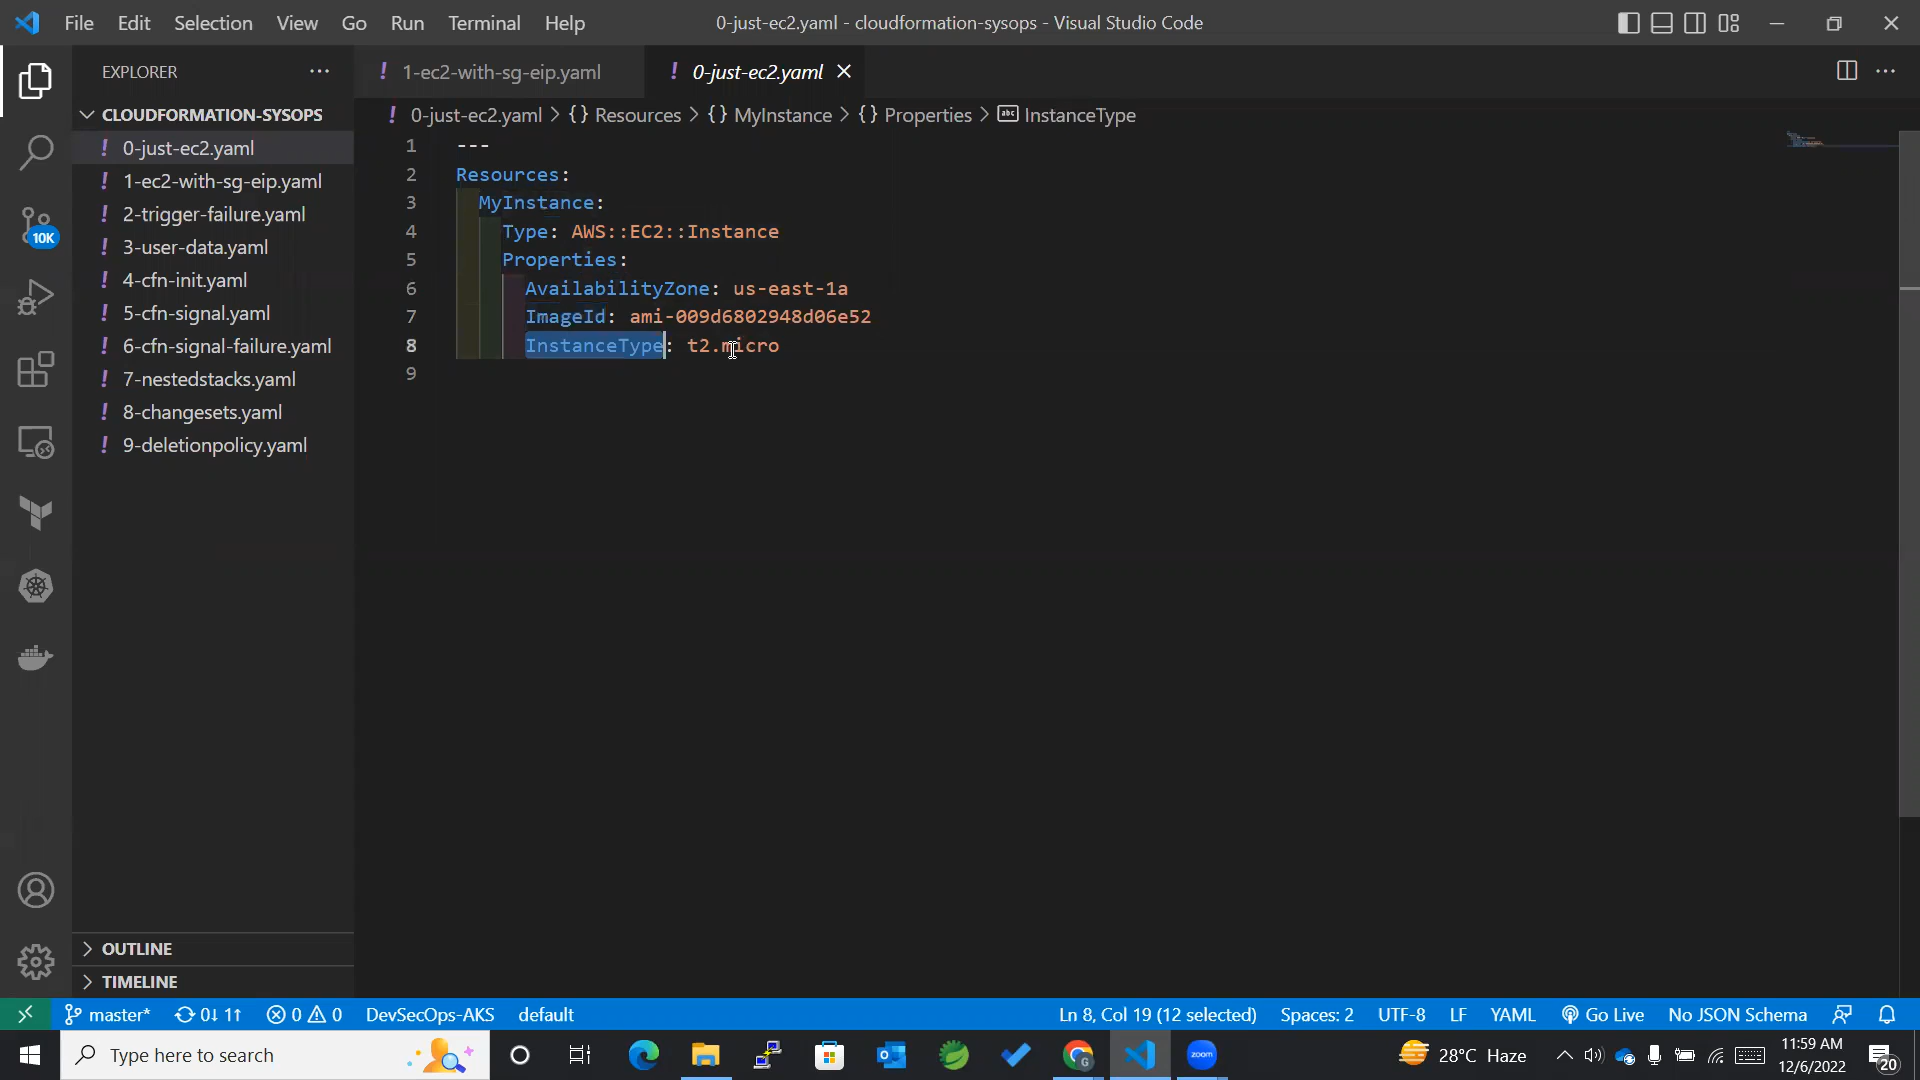 File Edit Selection View Go Run Terminal Help
0-just-ec2.yaml - cloudformation-sysops - Visual Studio Code
EXPLORER
CLOUDFORMATION-SYSOPS
! 0-just-ec2.yaml
! 1-ec2-with-sg-eip.yaml
! 2-trigger-failure.yaml
! 3-user-data.yaml
! 4-cfn-init.yaml
! 5-cfn-signal.yaml
! 6-cfn-signal-failure.yaml
! 7-nestedstacks.yaml
! 8-changesets.yaml
! 9-deletionpolicy.yaml
10K
OUTLINE
TIMELINE
! 1-ec2-with-sg-eip.yaml
! 0-just-ec2.yaml
! 0-just-ec2.yaml > {} Resources > {} MyInstance > {} Properties > abc InstanceType
1 ---
2 Resources:
3 MyInstance:
4 Type: AWS::EC2::Instance
5 Properties:
6 AvailabilityZone: us-east-1a
7 ImageId: ami-009d6802948d06e52
8 InstanceType: t2.micro
9
master* 0↓ 1↑ 0 0 DevSecOps-AKS default
Ln 8, Col 19 (12 selected) Spaces: 2 UTF-8 LF YAML Go Live No JSON Schema
Type here to search
zoom
28°C Haze
11:59 AM
12/6/2022
20